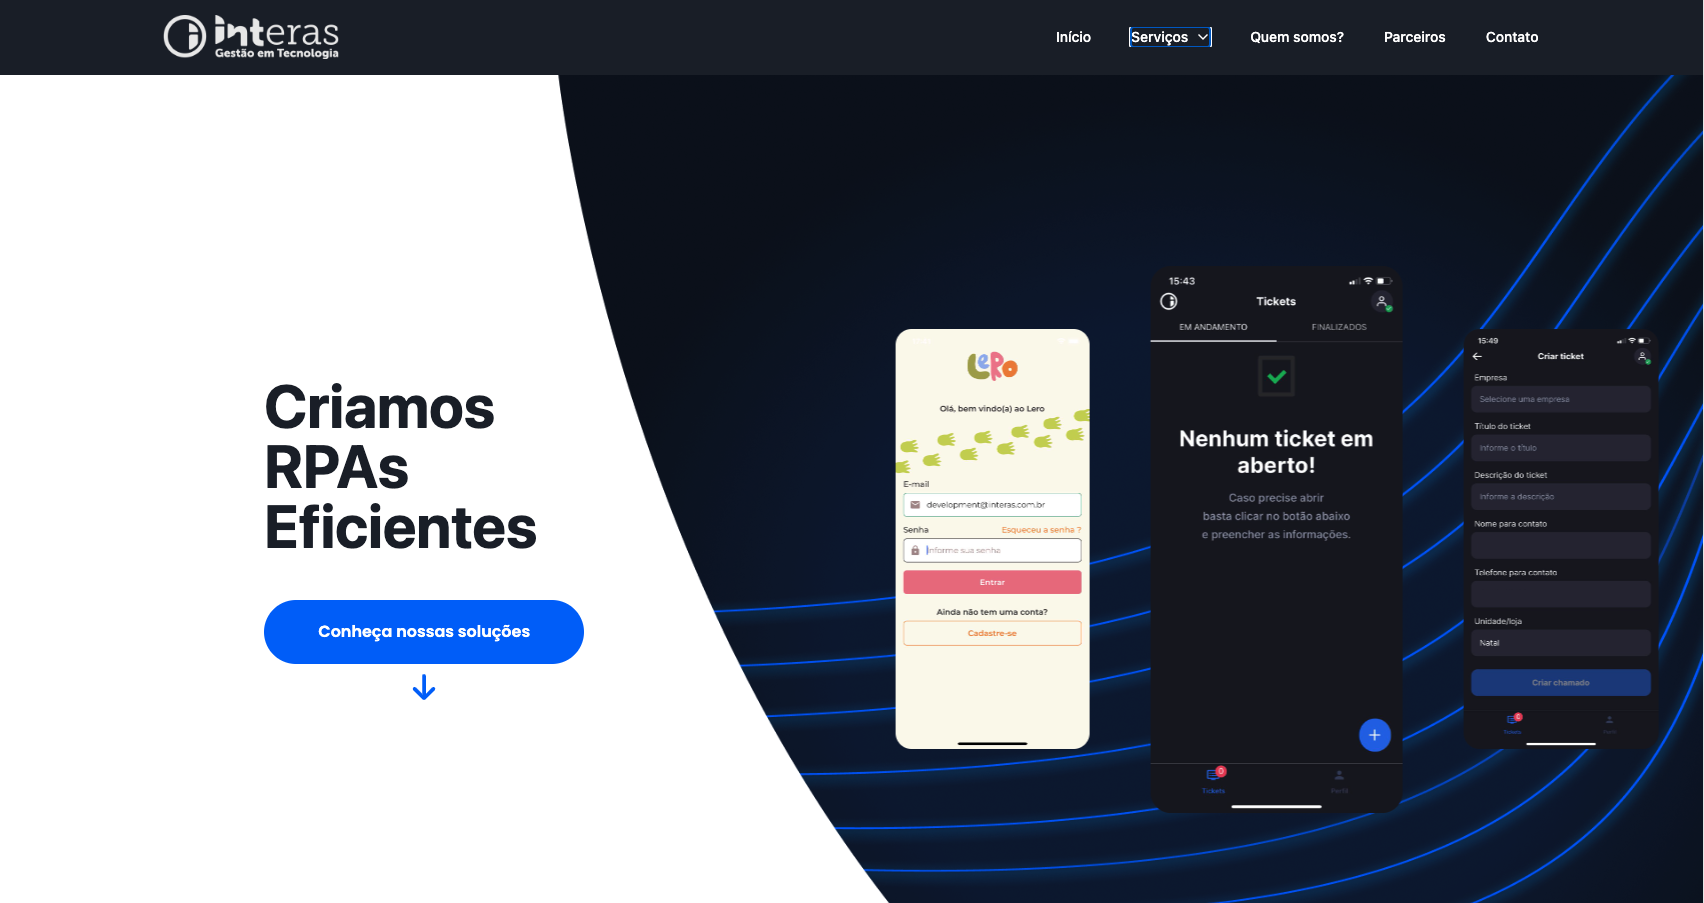 interas
Gestão em Tecnologia
Início
Serviços
Quem somos?
Parceiros
Contato
Criamos
RPAs
Eficientes
Conheça nossas soluções
LeRo
Olá, bem vindo(a) ao Lero
E-mail
development@interas.com.br
Senha
Esqueceu a senha ?
Informe sua senha
Entrar
Ainda não tem uma conta?
Cadastre-se
15:43
Tickets
EM ANDAMENTO
FINALIZADOS
Nenhum ticket em
aberto!
Caso precise abrir
basta clicar no botão abaixo
e preencher as informações.
+
0
Tickets
Perfil
15:49
Criar ticket
Empresa
Selecione uma empresa
Título do ticket
Informe o título
Descrição do ticket
Informe a descrição
Nome para contato
Telefone para contato
Unidade/loja
Natal
Criar chamado
0
Tickets
Perfil